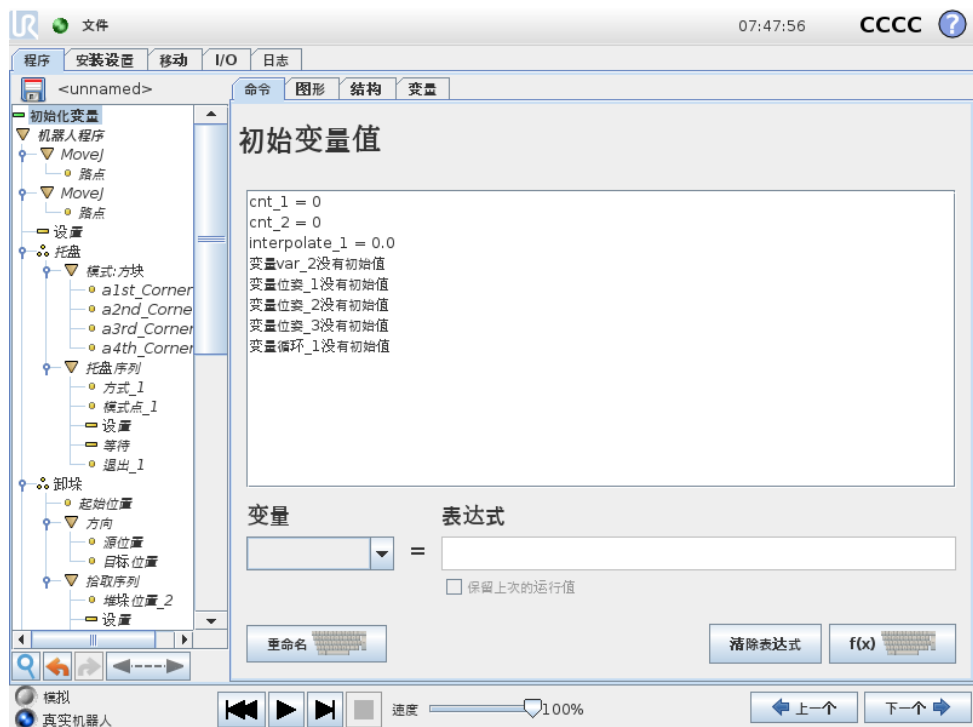 UR 文件 07:47:56 CCCC ?
程序 安装设置 移动 I/O 日志
<unnamed>
命令 图形 结构 变量
初始化变量
机器人程序
MoveJ
路点
MoveJ
路点
设置
托盘
模式:方块
a1st_Corner
a2nd_Corne
a3rd_Corner
a4th_Corner
托盘序列
方式_1
模式点_1
设置
等待
退出_1
卸垛
起始位置
方向
源位置
目标位置
拾取序列
堆垛位置_2
设置
初始变量值
cnt_1 = 0
cnt_2 = 0
interpolate_1 = 0.0
变量var_2没有初始值
变量位姿_1没有初始值
变量位姿_2没有初始值
变量位姿_3没有初始值
变量循环_1没有初始值
变量 表达式
=
保留上次的运行值
重命名 清除表达式 f(x)
模拟
真实机器人
速度 100% 上一个 下一个